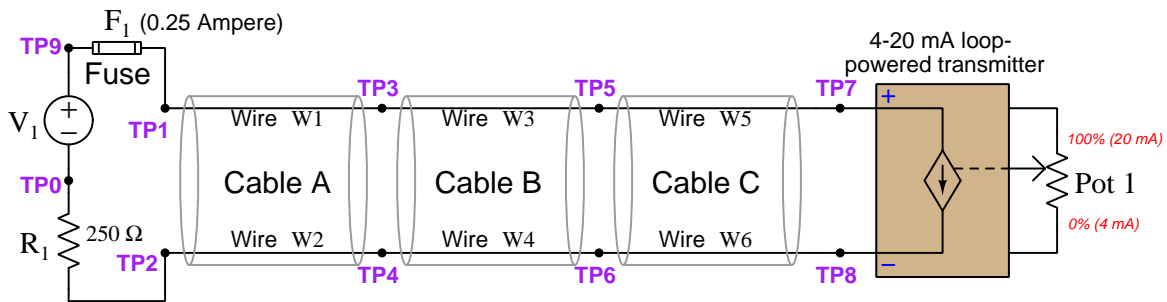 F1 (0.25 Ampere)
TP9
Fuse
4-20 mA loop-
powered transmitter
V1
+
−
TP1
TP3
TP5
TP7
+
Wire W1
Wire W3
Wire W5
100% (20 mA)
TP0
Cable A
Cable B
Cable C
Pot 1
R1
250 Ω
0% (4 mA)
Wire W2
Wire W4
Wire W6
TP2
TP4
TP6
TP8
−